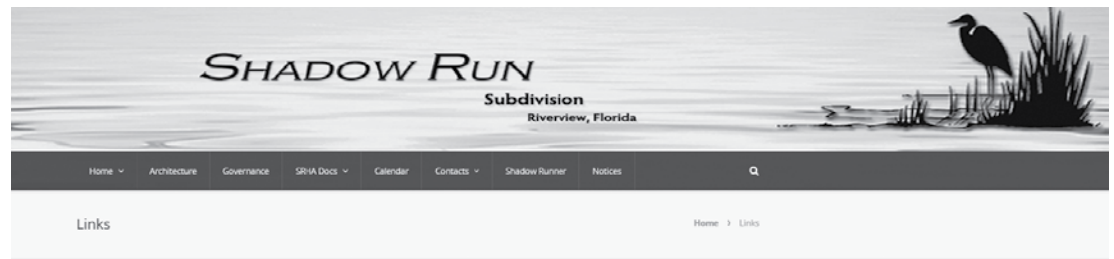 SHADOW RUN
Subdivision
Riverview, Florida
Home Architecture Governance SRHA Docs Calendar Contacts Shadow Runner Notices
Links Home > Links